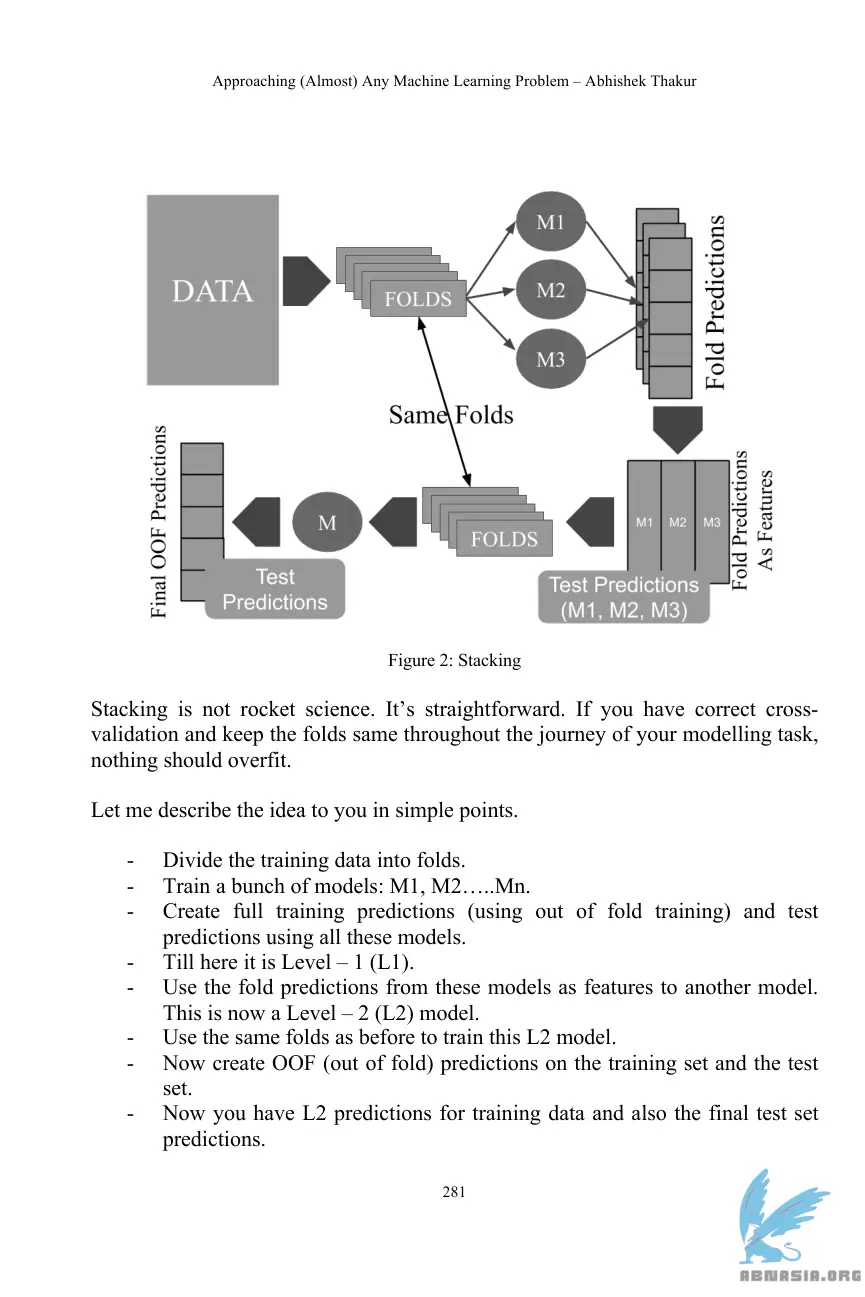 Approaching (Almost) Any Machine Learning Problem – Abhishek Thakur
DATA
FOLDS
M1
M2
M3
Fold Predictions
Same Folds
Final OOF Predictions
Test
Predictions
M
FOLDS
M1 M2 M3
Test Predictions
(M1, M2, M3)
Fold Predictions
As Features
Figure 2: Stacking
Stacking is not rocket science. It’s straightforward. If you have correct cross-
validation and keep the folds same throughout the journey of your modelling task,
nothing should overfit.
Let me describe the idea to you in simple points.
- Divide the training data into folds.
- Train a bunch of models: M1, M2…..Mn.
- Create full training predictions (using out of fold training) and test
predictions using all these models.
- Till here it is Level – 1 (L1).
- Use the fold predictions from these models as features to another model.
This is now a Level – 2 (L2) model.
- Use the same folds as before to train this L2 model.
- Now create OOF (out of fold) predictions on the training set and the test
set.
- Now you have L2 predictions for training data and also the final test set
predictions.
281
ABNASIA.ORG